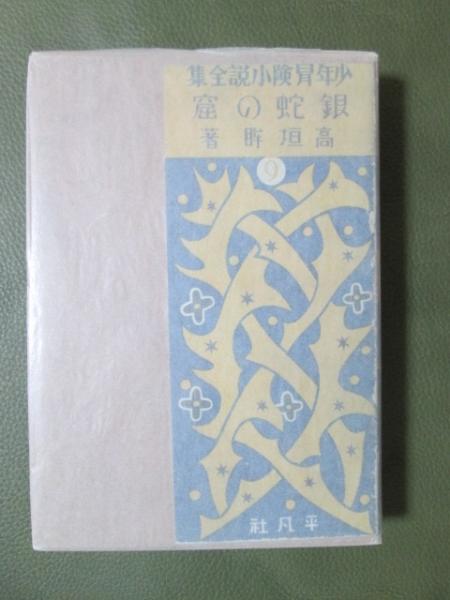 少年冒険小説全集
銀蛇の窟
高垣眸著
9
平凡社